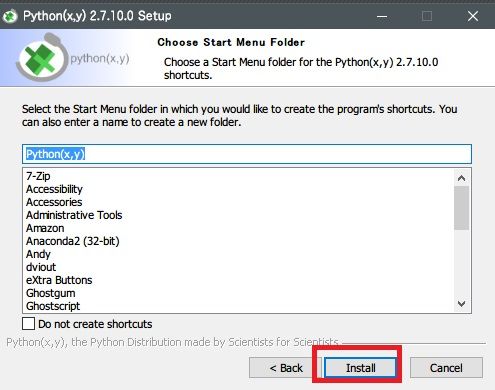 Python(x,y) 2.7.10.0 Setup
python(x,y)
Choose Start Menu Folder
Choose a Start Menu folder for the Python(x,y) 2.7.10.0
shortcuts.
Select the Start Menu folder in which you would like to create the program's shortcuts. You
can also enter a name to create a new folder.
Python(x,y)
7-Zip
Accessibility
Accessories
Administrative Tools
Amazon
Anaconda2 (32-bit)
Andy
dviout
eXtra Buttons
Ghostgum
Ghostscript
Do not create shortcuts
Python(x,y), the Python Distribution made by Scientists for Scientists
< Back
Install
Cancel